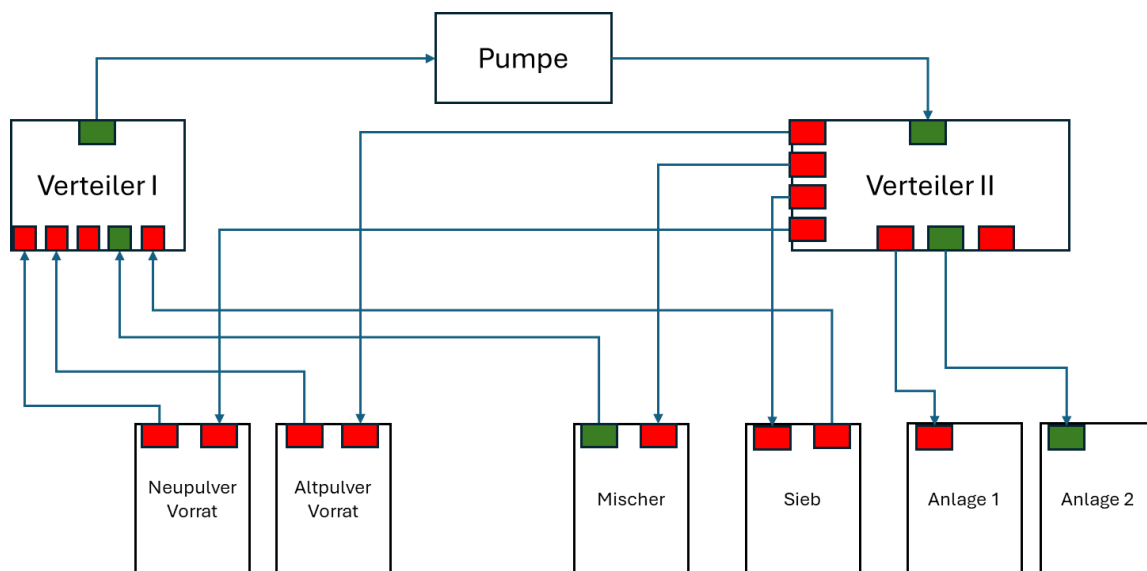 Pumpe
Verteiler I
Verteiler II
Neupulver
Vorrat
Altpulver
Vorrat
Mischer
Sieb
Anlage 1
Anlage 2